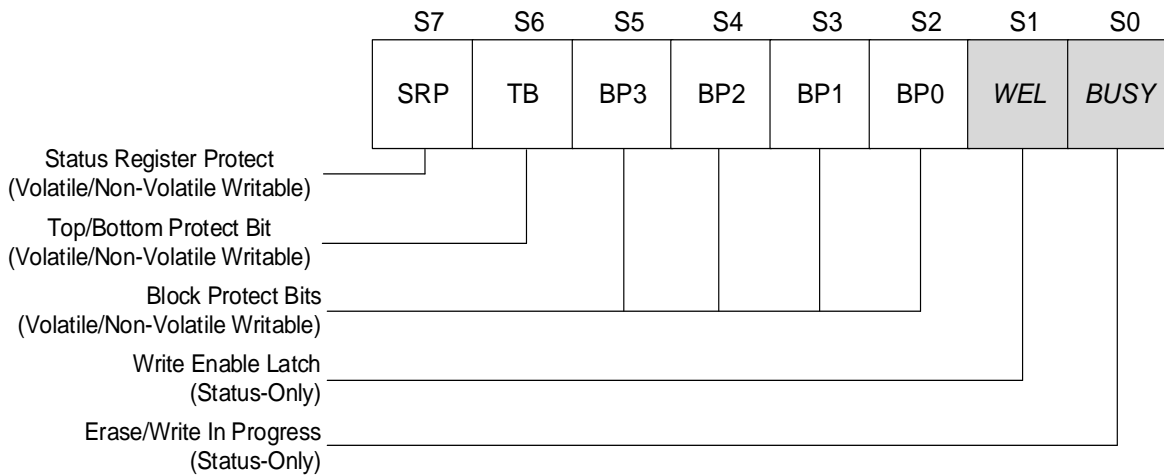 S7 S6 S5 S4 S3 S2 S1 S0
SRP TB BP3 BP2 BP1 BP0 WEL BUSY
Status Register Protect
(Volatile/Non-Volatile Writable)
Top/Bottom Protect Bit
(Volatile/Non-Volatile Writable)
Block Protect Bits
(Volatile/Non-Volatile Writable)
Write Enable Latch
(Status-Only)
Erase/Write In Progress
(Status-Only)